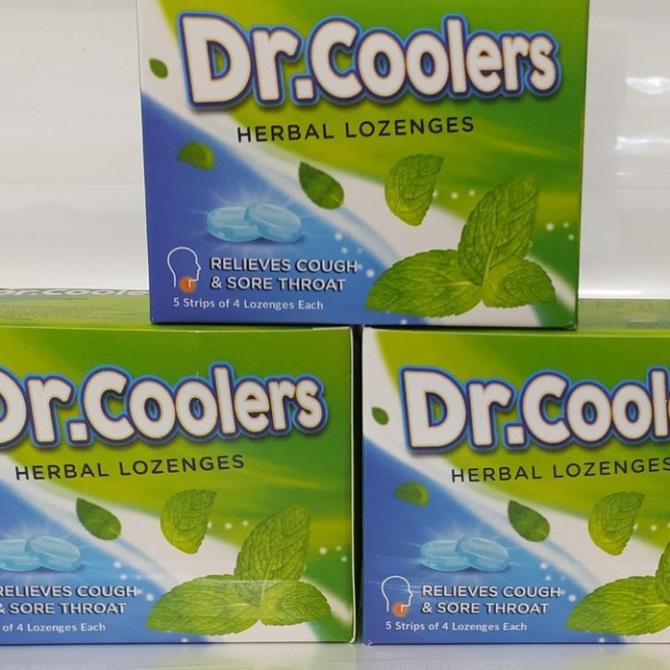 Dr.Coolers
HERBAL LOZENGES
RELIEVES COUGH
& SORE THROAT
5 Strips of 4 Lozenges Each
Dr.Coolers
HERBAL LOZENGES
RELIEVES COUGH
& SORE THROAT
of 4 Lozenges Each
Dr.Cool
HERBAL LOZENGES
RELIEVES COUGH
& SORE THROAT
5 Strips of 4 Lozenges Each